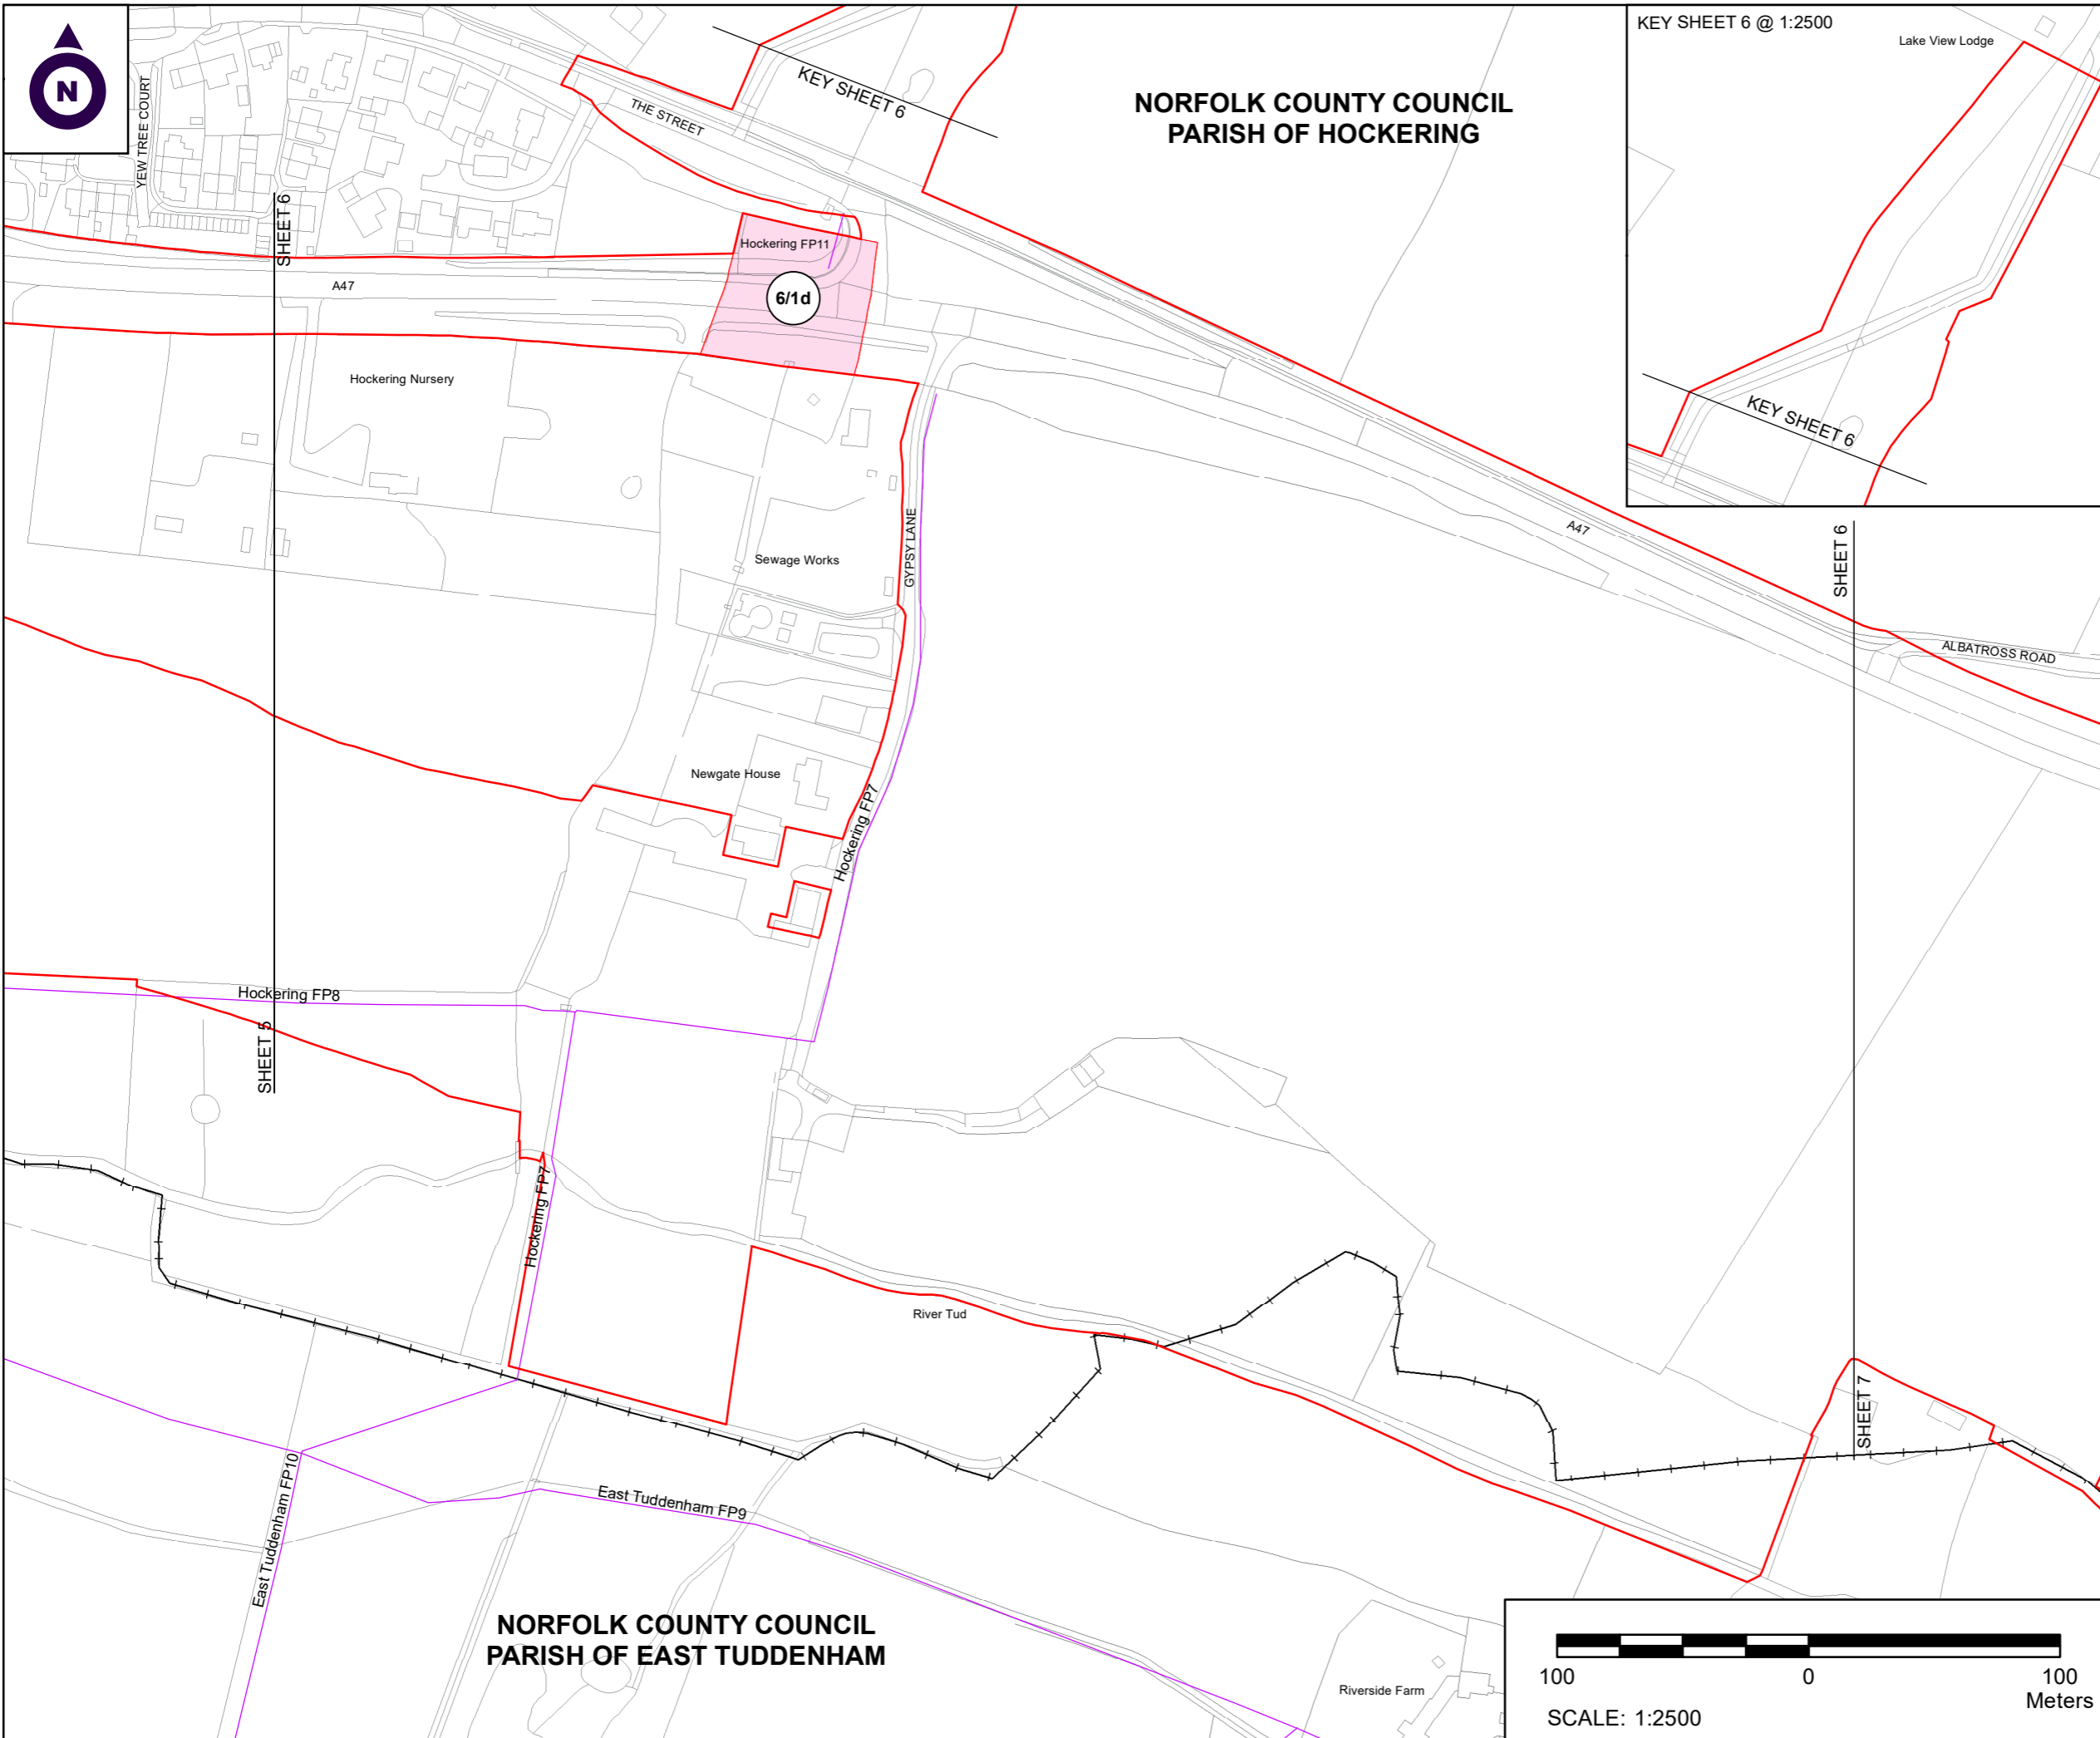 N
YEW TREE COURT
THE STREET
KEY SHEET 6
NORFOLK COUNTY COUNCIL
PARISH OF HOCKERING
KEY SHEET 6 @ 1:2500
Lake View Lodge
KEY SHEET 6
SHEET 6
Hockering FP11
A47
6/1d
Hockering Nursery
Sewage Works
GYPSY LANE
A47
SHEET 6
ALBATROSS ROAD
Newgate House
Hockering FP7
Hockering FP8
SHEET 5
Hockering FP7
River Tud
SHEET 7
East Tuddenham FP10
East Tuddenham FP9
NORFOLK COUNTY COUNCIL
PARISH OF EAST TUDDENHAM
Riverside Farm
100 0 100
Meters
SCALE: 1:2500